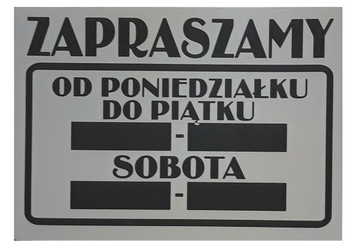 ZAPRASZAMY
OD PONIEDZIAŁKU
DO PIĄTKU
-
SOBOTA
-